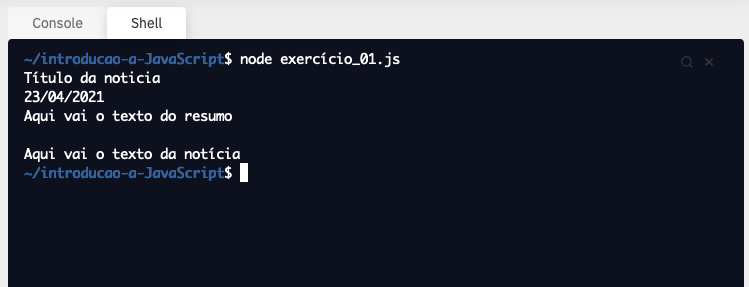 Console Shell
~/introducao-a-JavaScript$ node exercício_01.js
Título da noticia
23/04/2021
Aqui vai o texto do resumo
Aqui vai o texto da notícia
~/introducao-a-JavaScript$